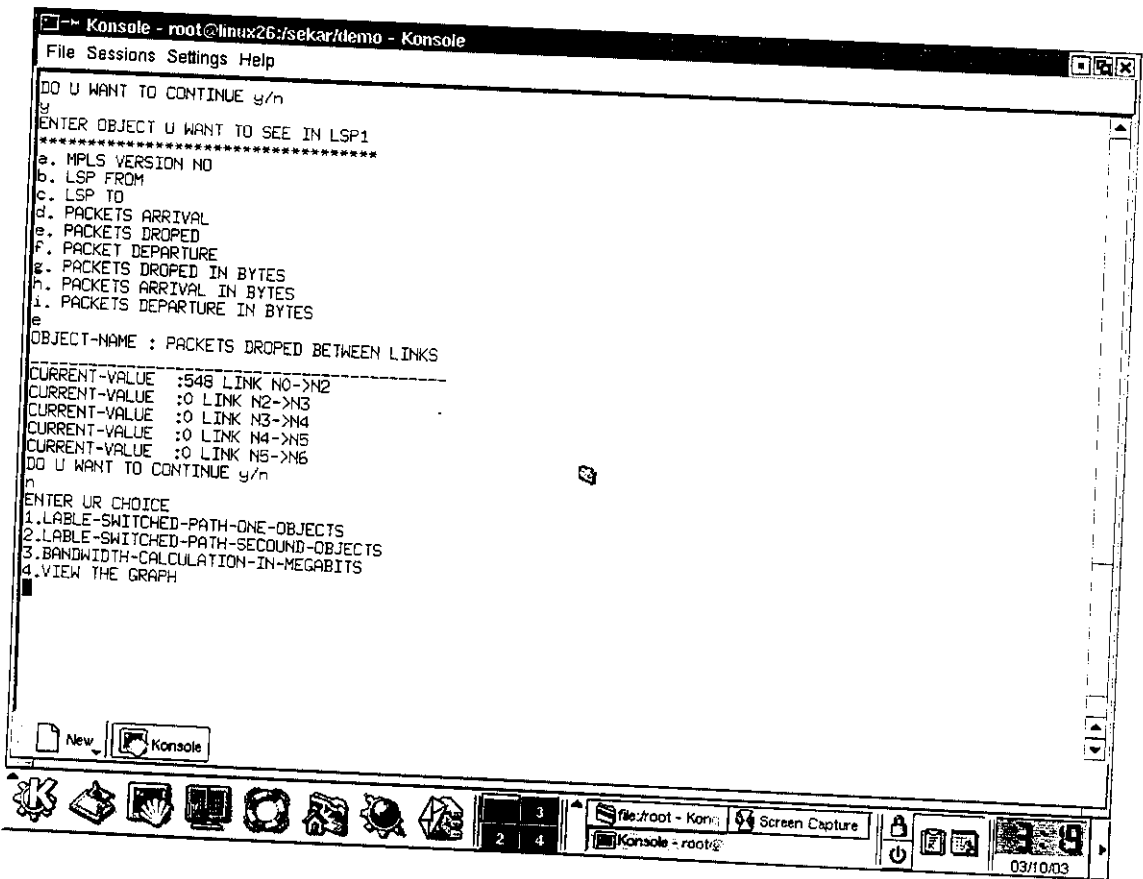 Konsole - root@linux26:/sekar/demo - Konsole
File Sessions Settings Help
DO U WANT TO CONTINUE y/n
y
ENTER OBJECT U WANT TO SEE IN LSP1
***********************************
a. MPLS VERSION NO
b. LSP FROM
c. LSP TO
d. PACKETS ARRIVAL
e. PACKETS DROPED
f. PACKET DEPARTURE
g. PACKETS DROPED IN BYTES
h. PACKETS ARRIVAL IN BYTES
i. PACKETS DEPARTURE IN BYTES
e
OBJECT-NAME : PACKETS DROPED BETWEEN LINKS
--------------------------------------------
CURRENT-VALUE :548 LINK N0->N2
CURRENT-VALUE :0 LINK N2->N3
CURRENT-VALUE :0 LINK N3->N4
CURRENT-VALUE :0 LINK N4->N5
CURRENT-VALUE :0 LINK N5->N6
DO U WANT TO CONTINUE y/n
n
ENTER UR CHOICE
1.LABLE-SWITCHED-PATH-ONE-OBJECTS
2.LABLE-SWITCHED-PATH-SECOUND-OBJECTS
3.BANDWIDTH-CALCULATION-IN-MEGABITS
4.VIEW THE GRAPH
New
Konsole
3
2 4
file:/root - Konq
Screen Capture
Konsole - root@
03/10/03